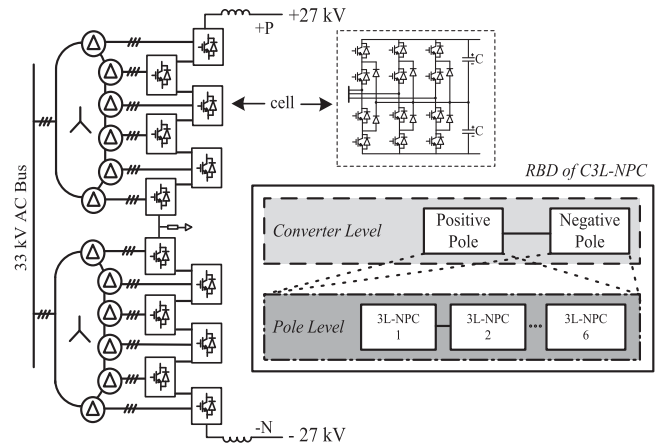 +27 kV
+P
33 kV AC Bus
Δ
Δ
Δ
Δ
Δ
Δ
cell
C
C
Δ
Δ
Δ
Δ
Δ
Δ
-N
- 27 kV
RBD of C3L-NPC
Converter Level
Positive
Pole
Negative
Pole
Pole Level
3L-NPC
1
3L-NPC
2
3L-NPC
6